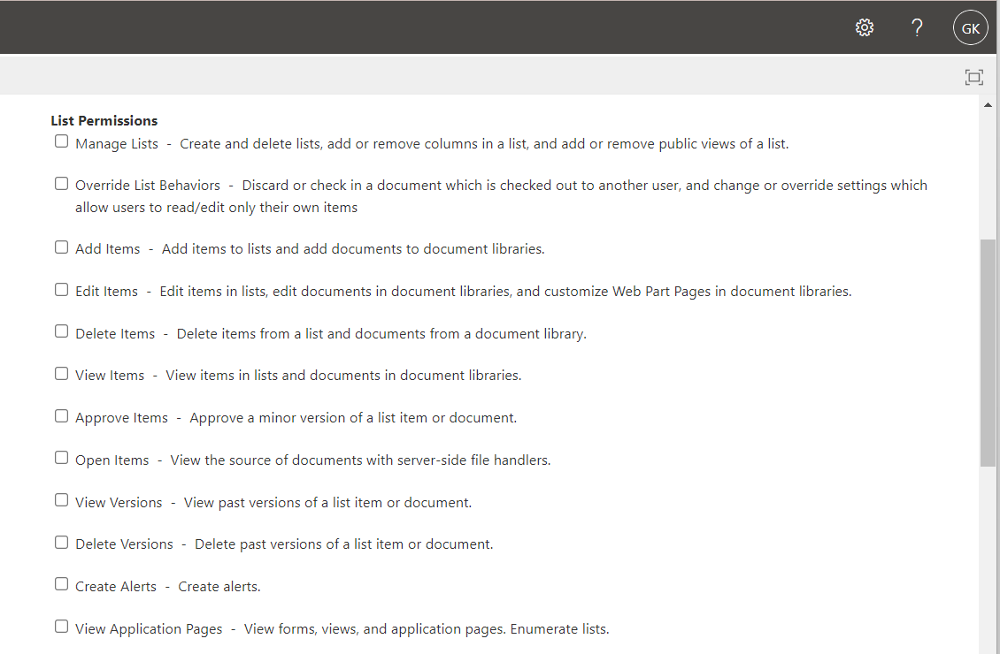 ?
GK
List Permissions
Manage Lists - Create and delete lists, add or remove columns in a list, and add or remove public views of a list.
Override List Behaviors - Discard or check in a document which is checked out to another user, and change or override settings which
allow users to read/edit only their own items
Add Items - Add items to lists and add documents to document libraries.
Edit Items - Edit items in lists, edit documents in document libraries, and customize Web Part Pages in document libraries.
Delete Items - Delete items from a list and documents from a document library.
View Items - View items in lists and documents in document libraries.
Approve Items - Approve a minor version of a list item or document.
Open Items - View the source of documents with server-side file handlers.
View Versions - View past versions of a list item or document.
Delete Versions - Delete past versions of a list item or document.
Create Alerts - Create alerts.
View Application Pages - View forms, views, and application pages. Enumerate lists.